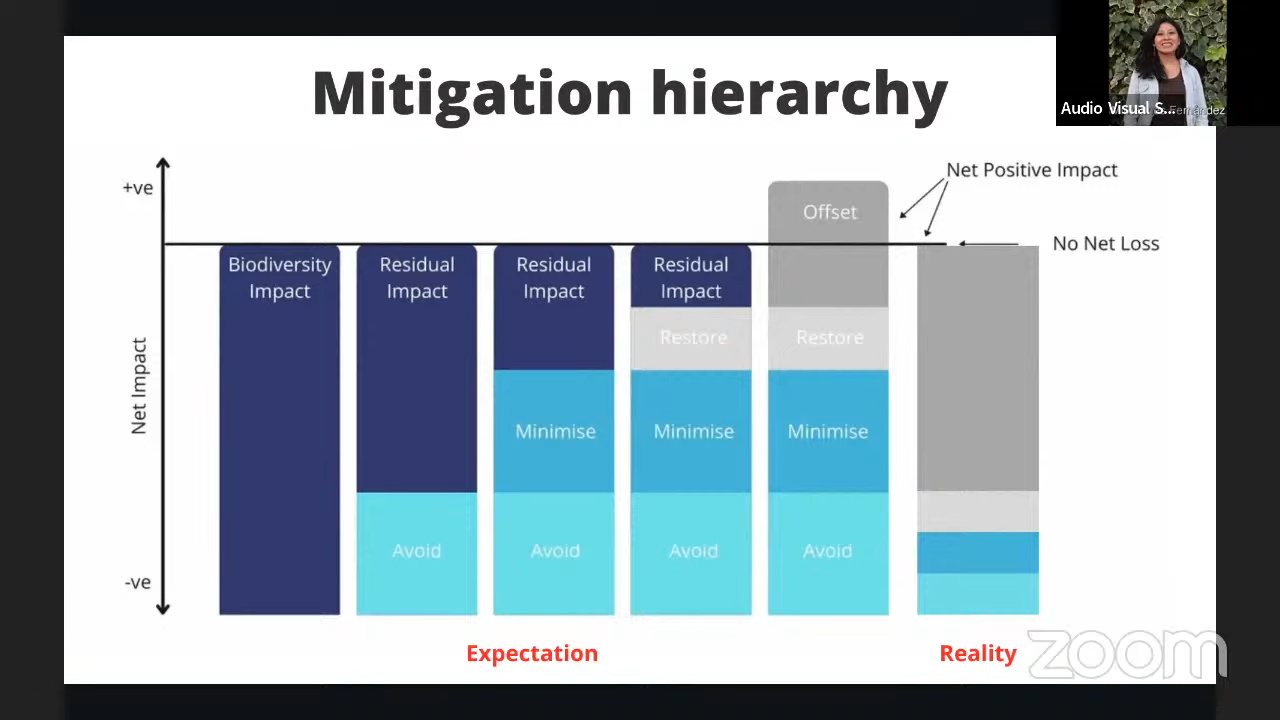 Mitigation hierarchy
Audio Visual S...
Fernández
+ve
Net Positive Impact
Offset
No Net Loss
Biodiversity
Impact
Residual
Impact
Residual
Impact
Residual
Impact
Restore
Restore
Net Impact
Minimise
Minimise
Minimise
Avoid
Avoid
Avoid
Avoid
-ve
Expectation
Reality
zoom